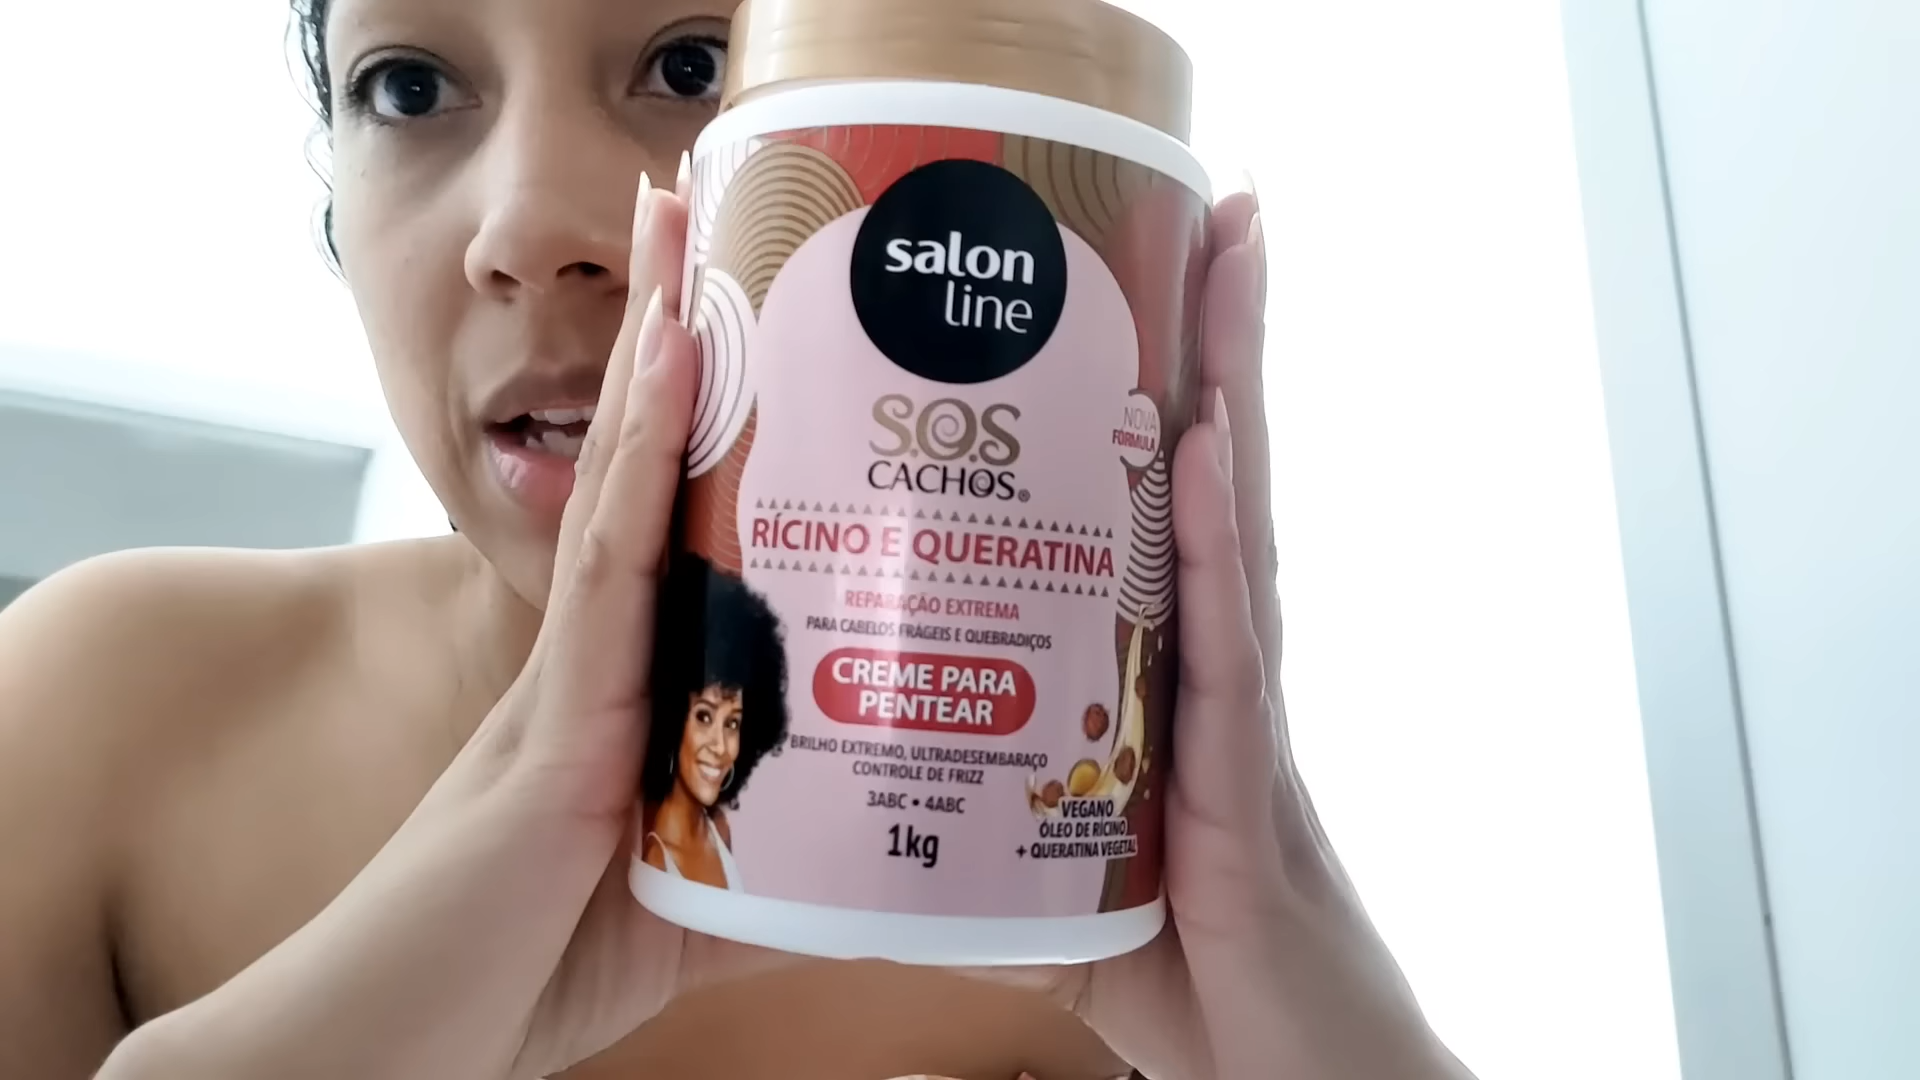 salon
line
S.O.S
CACHOS®
NOVA
FÓRMULA
RÍCINO E QUERATINA
REPARAÇÃO EXTREMA
PARA CABELOS FRÁGEIS E QUEBRADIÇOS
CREME PARA
PENTEAR
BRILHO EXTREMO, ULTRADESEMBARAÇO
CONTROLE DE FRIZZ
3ABC • 4ABC
1kg
VEGANO
ÓLEO DE RÍCINO
+ QUERATINA VEGETAL